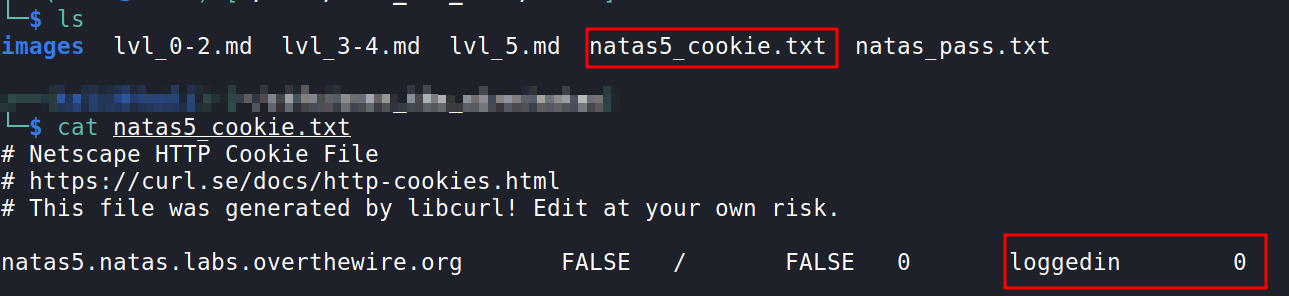 └─$ ls
images lvl_0-2.md lvl_3-4.md lvl_5.md natas5_cookie.txt natas_pass.txt
└─$ cat natas5_cookie.txt
# Netscape HTTP Cookie File
# https://curl.se/docs/http-cookies.html
# This file was generated by libcurl! Edit at your own risk.
natas5.natas.labs.overthewire.org FALSE / FALSE 0 loggedin 0